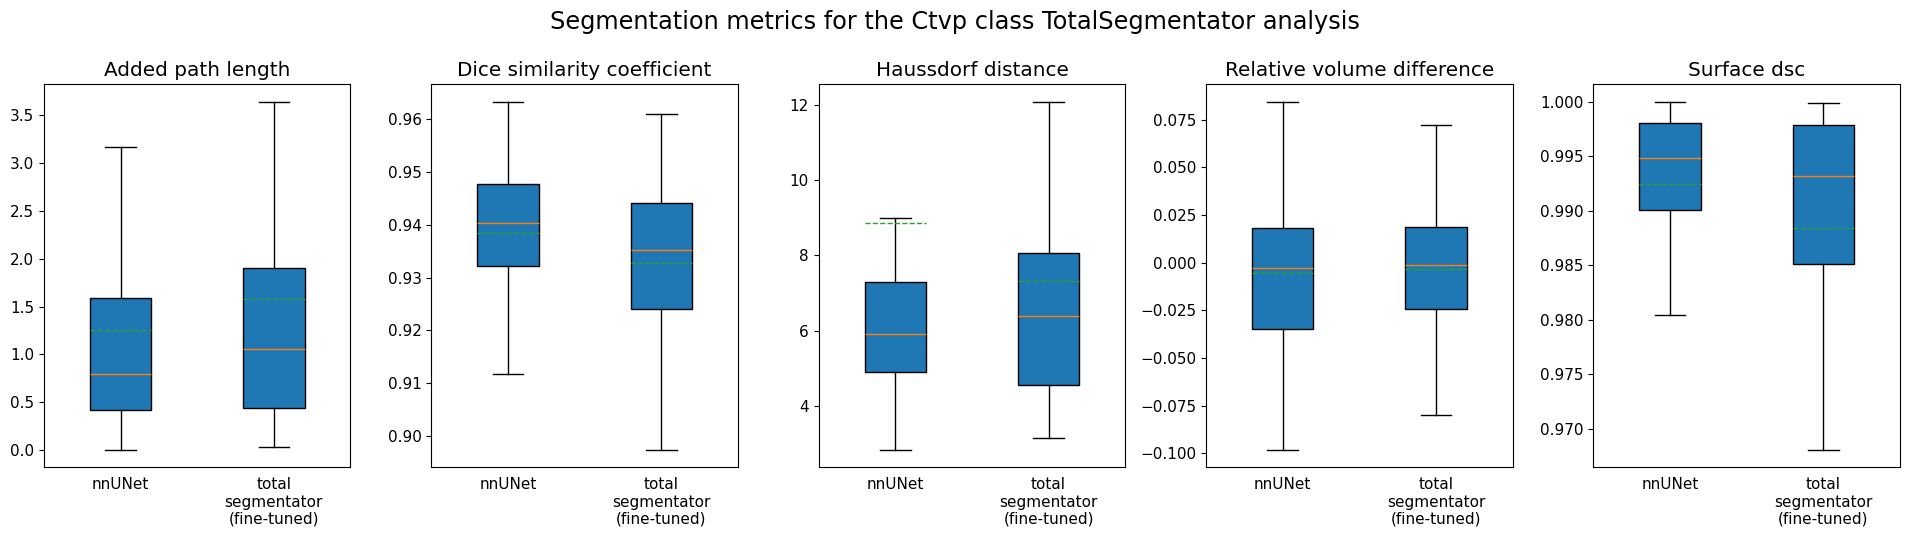 Segmentation metrics for the Ctvp class TotalSegmentator analysis
Added path length
3.5
3.0
2.5
2.0
1.5
1.0
0.5
0.0
nnUNet
total
segmentator
(fine-tuned)
Dice similarity coefficient
0.96
0.95
0.94
0.93
0.92
0.91
0.90
nnUNet
total
segmentator
(fine-tuned)
Haussdorf distance
12
10
8
6
4
nnUNet
total
segmentator
(fine-tuned)
Relative volume difference
0.075
0.050
0.025
0.000
−0.025
−0.050
−0.075
−0.100
nnUNet
total
segmentator
(fine-tuned)
Surface dsc
1.000
0.995
0.990
0.985
0.980
0.975
0.970
nnUNet
total
segmentator
(fine-tuned)